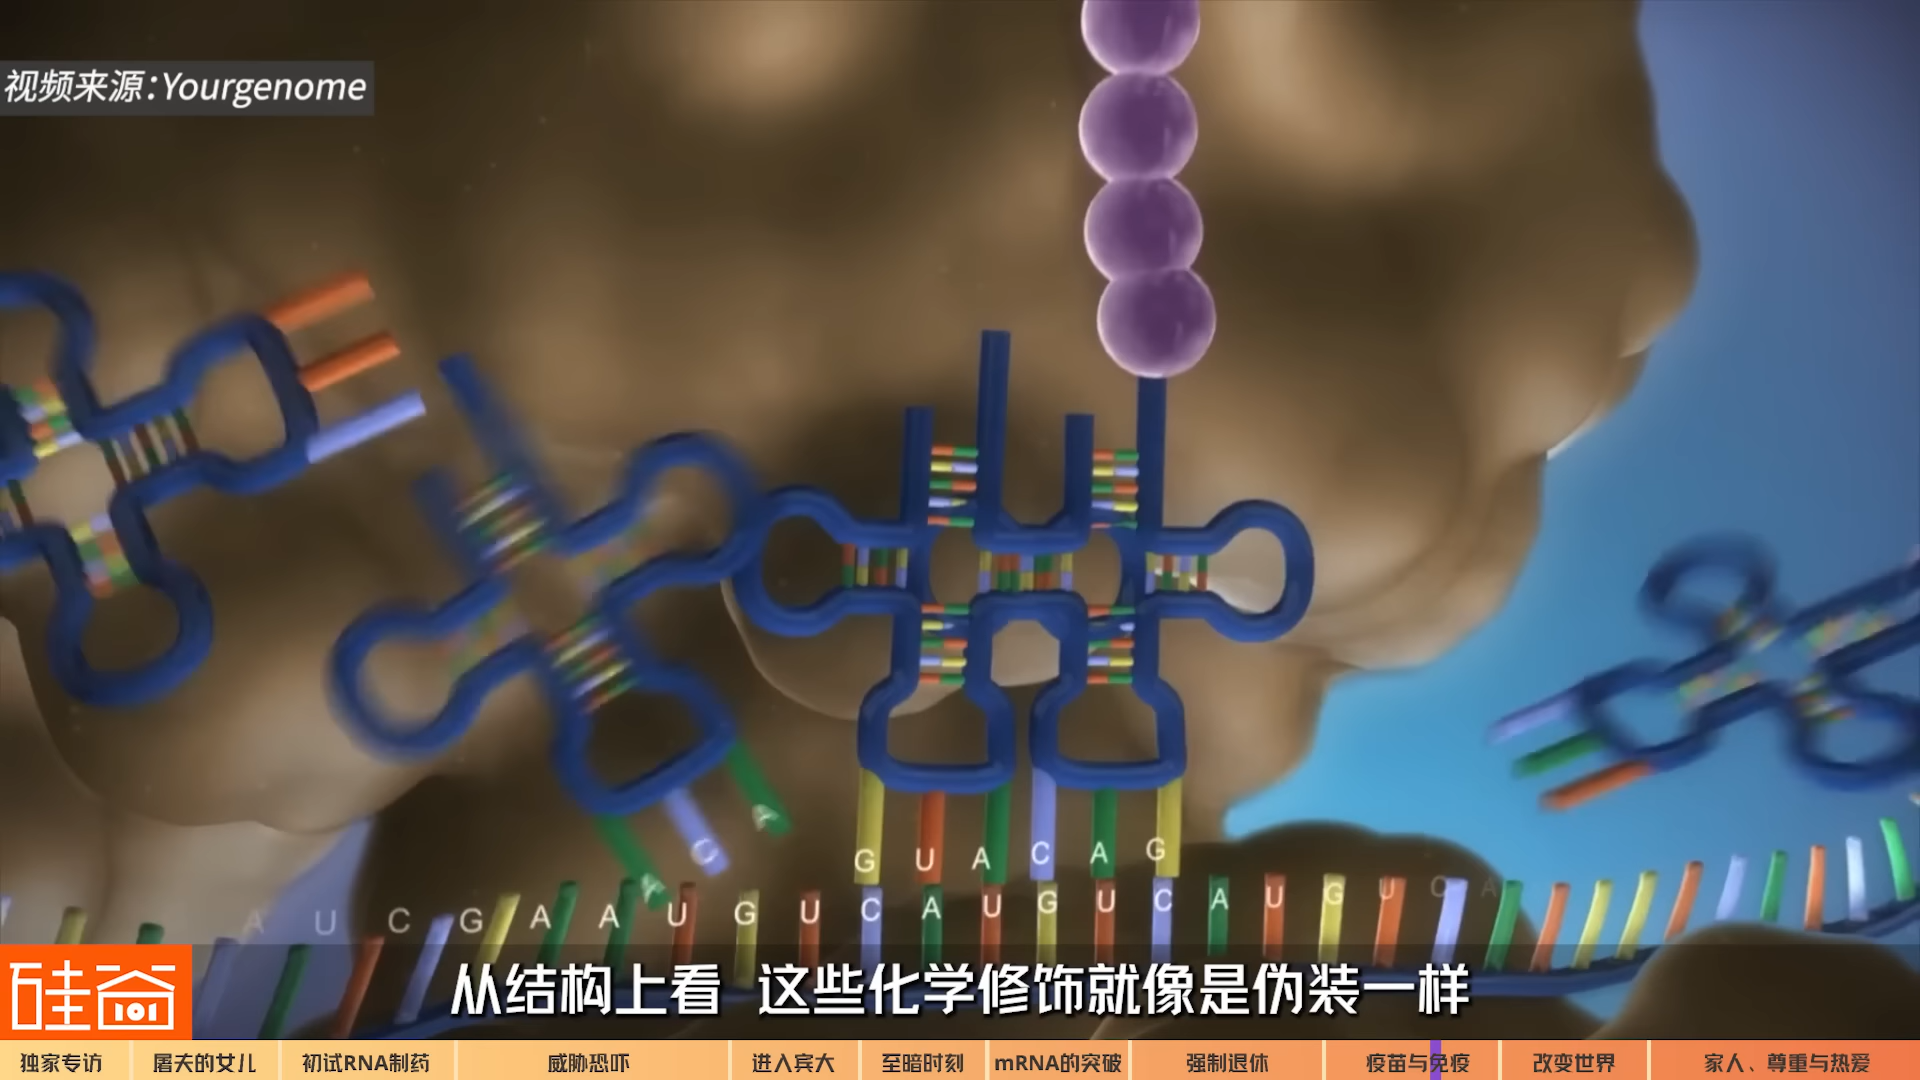 视频来源：Yourgenome
G U A C A G
A U C G A A U G U C A U G U C A U G U C A
从结构上看 这些化学修饰就像是伪装一样
硅谷101
独家专访 屠夫的女儿 初试RNA制药 威胁恐吓 进入宾大 至暗时刻 mRNA的突破 强制退休 疫苗与免疫 改变世界 家人、尊重与热爱